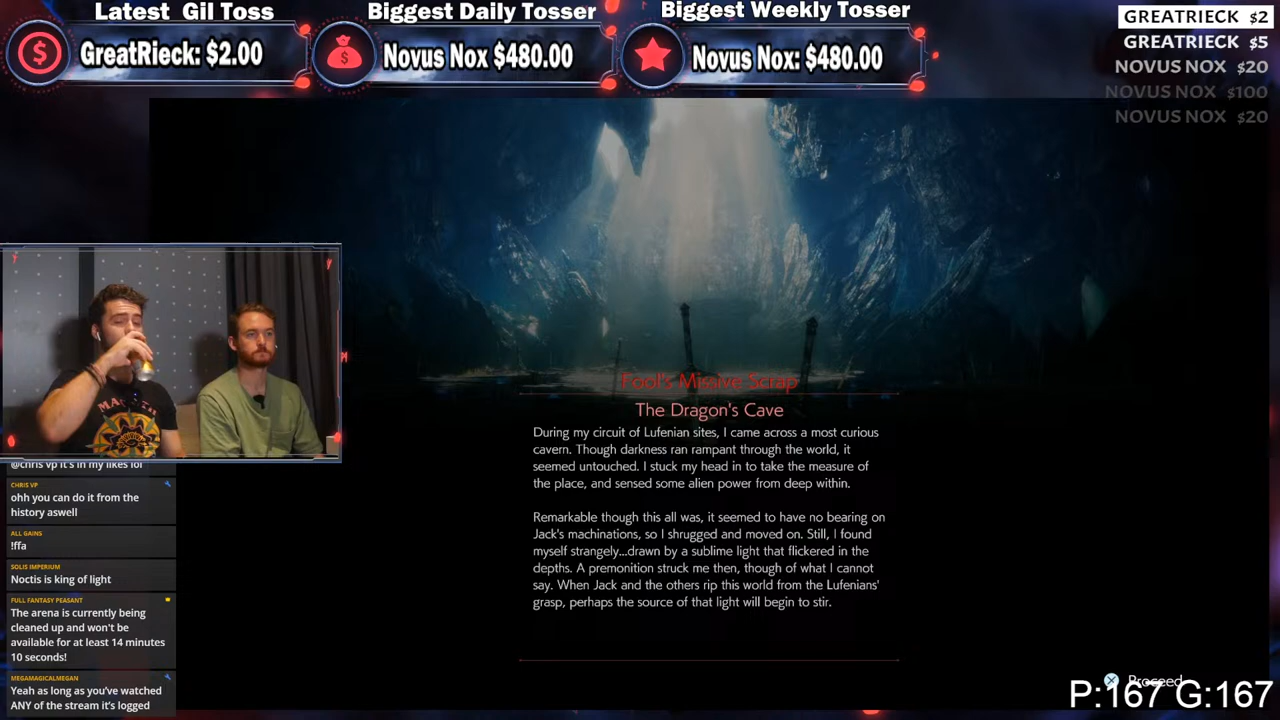 Latest Gil Toss
GreatRieck: $2.00
Biggest Daily Tosser
Novus Nox $480.00
Biggest Weekly Tosser
Novus Nox: $480.00
GREATRIECK $2
GREATRIECK $5
NOVUS NOX $20
NOVUS NOX $100
NOVUS NOX $20
Fool's Missive Scrap
The Dragon's Cave
During my circuit of Lufenian sites, I came across a most curious
cavern. Though darkness ran rampant through the world, it
seemed untouched. I stuck my head in to take the measure of
the place, and sensed some alien power from deep within.
Remarkable though this all was, it seemed to have no bearing on
Jack's machinations, so I shrugged and moved on. Still, I found
myself strangely...drawn by a sublime light that flickered in the
depths. A premonition struck me then, though of what I cannot
say. When Jack and the others rip this world from the Lufenians'
grasp, perhaps the source of that light will begin to stir.
@chris vp it's in my likes lol
CHRIS VP
ohh you can do it from the
history aswell
ALL GAINS
!ffa
SOLIS IMPERIUM
Noctis is king of light
FULL FANTASY PEASANT
The arena is currently being
cleaned up and won't be
available for at least 14 minutes
10 seconds!
MEGAMAGICALMEGAN
Yeah as long as you've watched
ANY of the stream it's logged
Proceed
P:167 G:167